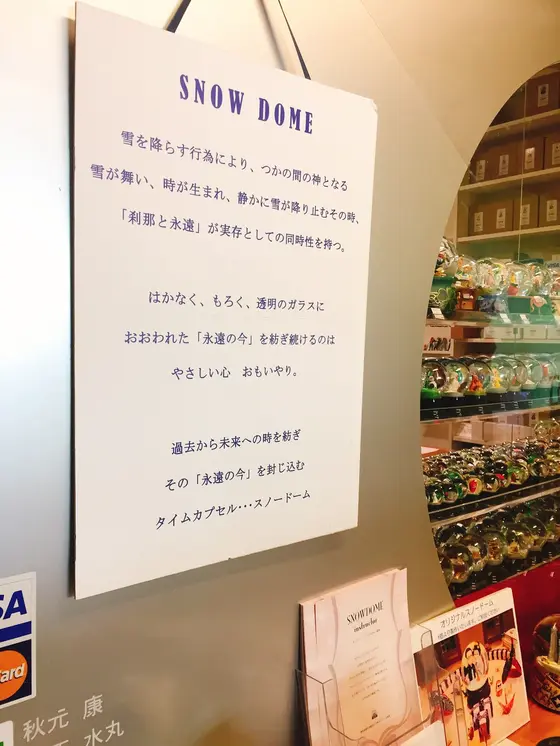 SNOW DOME
雪を降らす行為により、つかの間の神となる
雪が舞い、時が生まれ、静かに雪が降り止むその時、
「刹那と永遠」が実存としての同時性を持つ。
はかなく、もろく、透明のガラスに
おおわれた「永遠の今」を紡ぎ続けるのは
やさしい心　おもいやり。
過去から未来への時を紡ぎ
その「永遠の今」を封じ込む
タイムカプセル･･･スノードーム
SNOWDOME
オリジナルスノードーム
秋元 康
水丸